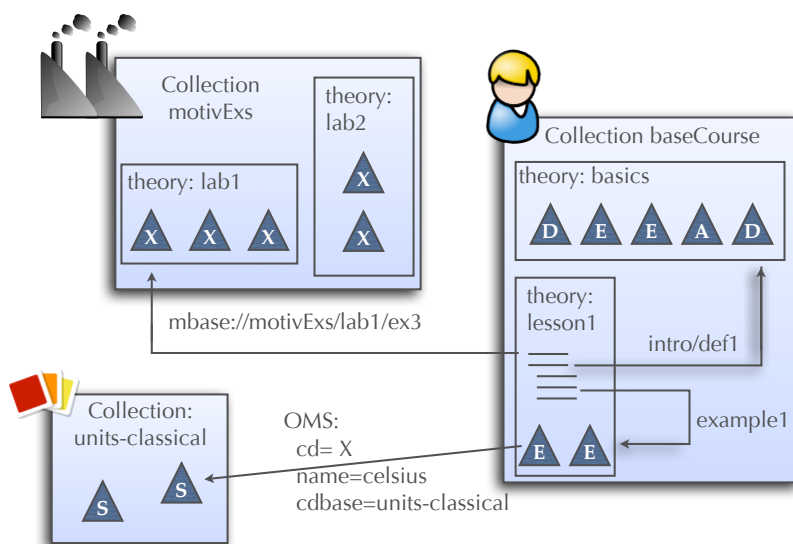 Collection
motivExs
theory:
lab2
X
X
theory: lab1
X X X
mbase://motivExs/lab1/ex3
Collection baseCourse
theory: basics
D E E A D
theory:
lesson1
intro/def1
example1
E E
Collection:
units-classical
S
S
OMS:
cd= X
name=celsius
cdbase=units-classical